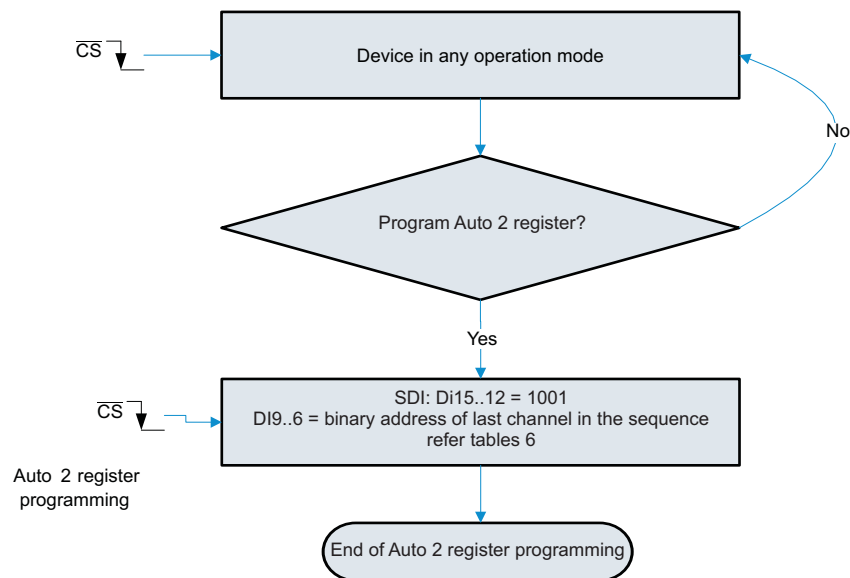 CS
Device in any operation mode
No
Program Auto 2 register?
Yes
CS
SDI: Di15..12 = 1001
DI9..6 = binary address of last channel in the sequence
refer tables 6
Auto 2 register
programming
End of Auto 2 register programming